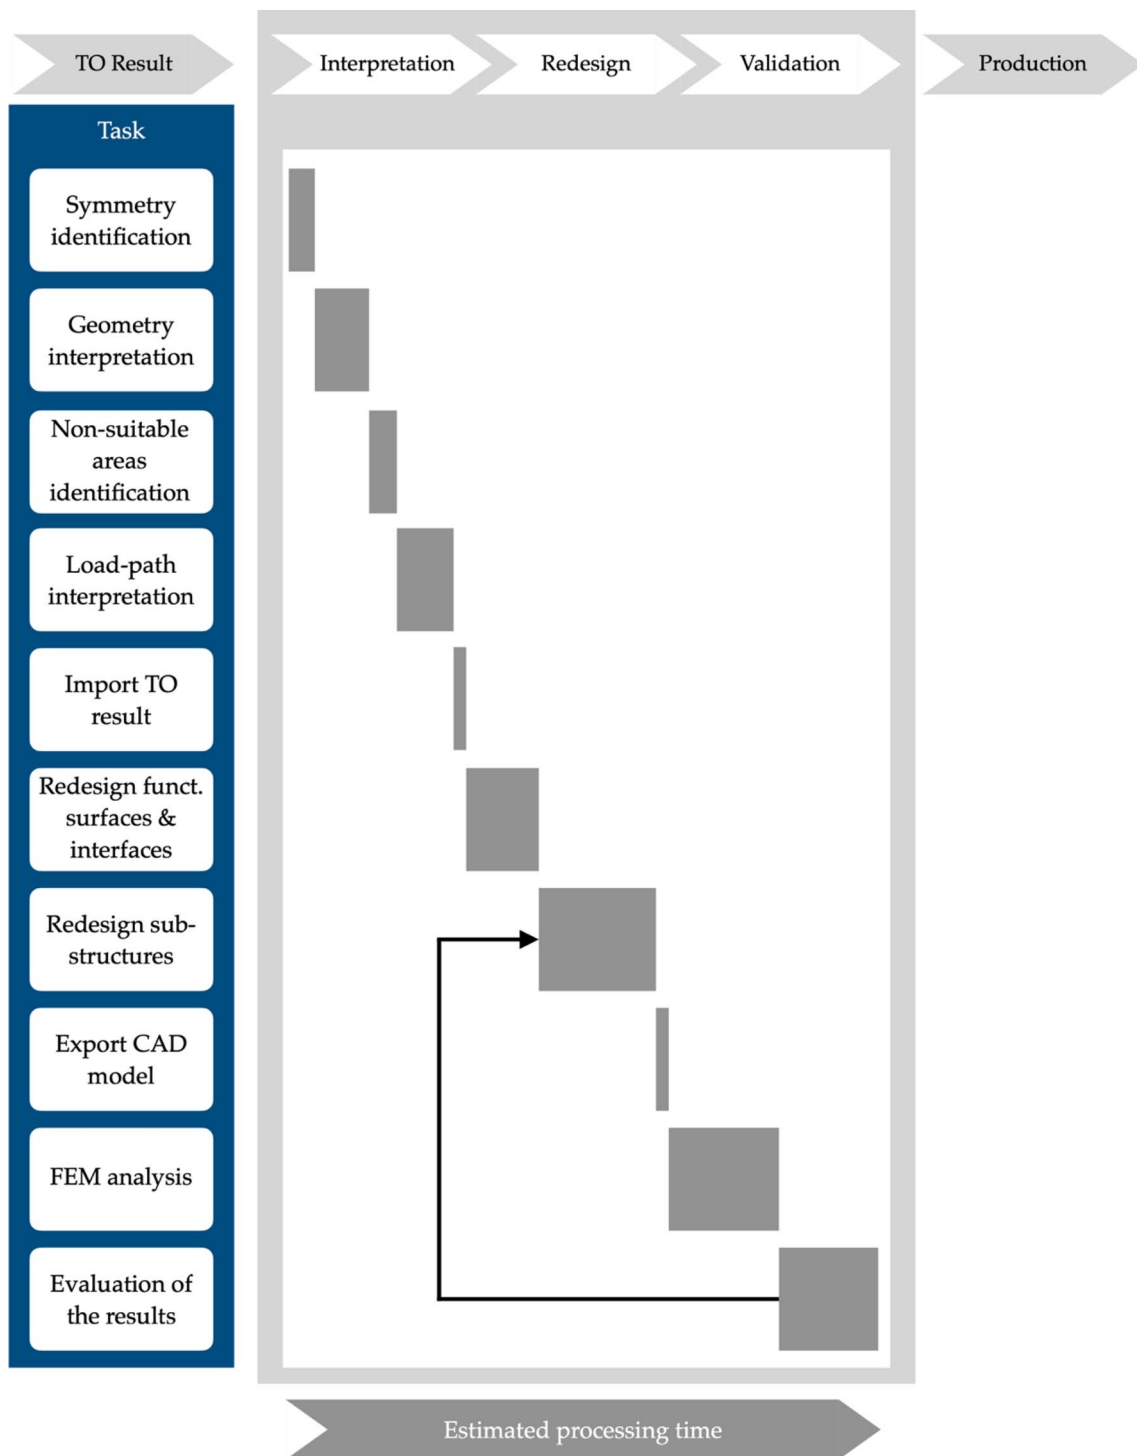 TO Result
Interpretation
Redesign
Validation
Production
Task
Symmetry
identification
Geometry
interpretation
Non-suitable
areas
identification
Load-path
interpretation
Import TO
result
Redesign funct.
surfaces &
interfaces
Redesign sub-
structures
Export CAD
model
FEM analysis
Evaluation of
the results
Estimated processing time